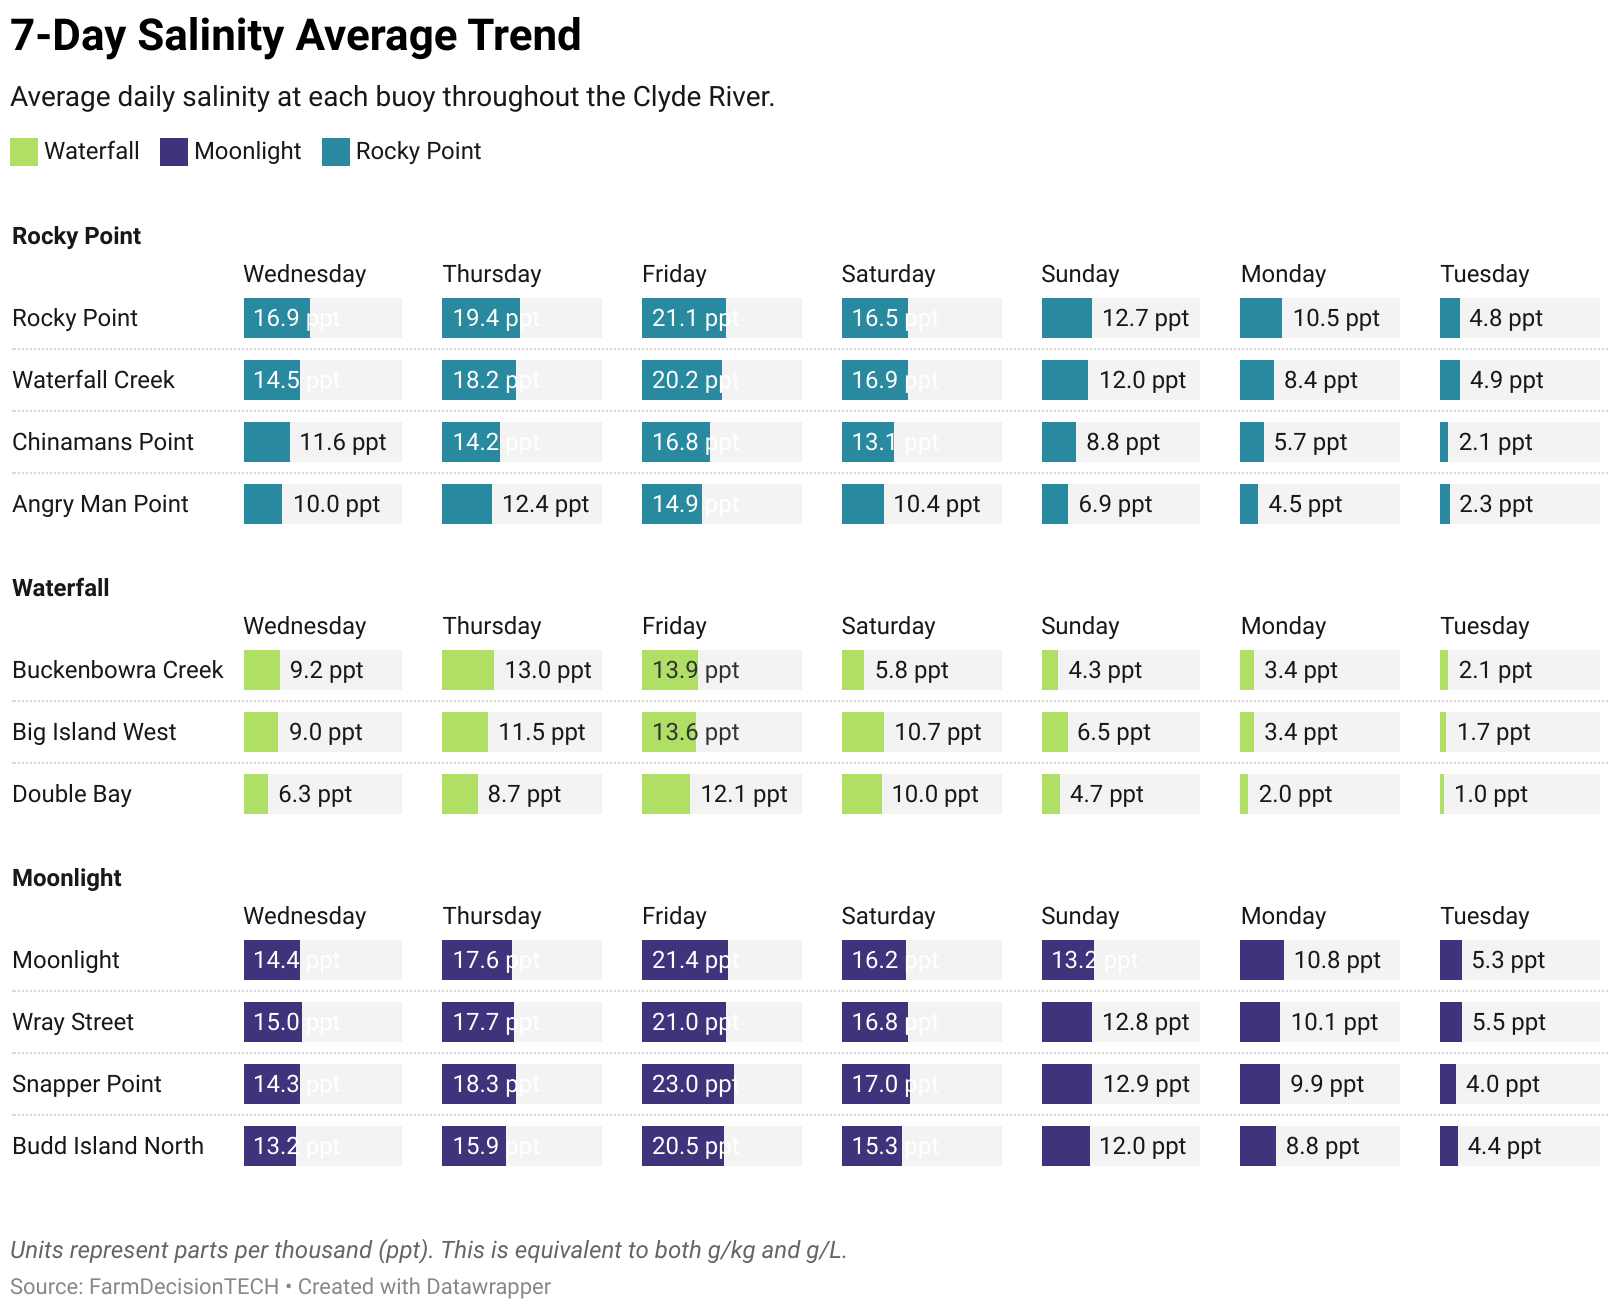 7-Day Salinity Average Trend
Average daily salinity at each buoy throughout the Clyde River.
Waterfall Moonlight Rocky Point
Rocky Point
Wednesday Thursday Friday Saturday Sunday Monday Tuesday
Rocky Point 16.9 ppt 19.4 ppt 21.1 ppt 16.5 ppt 12.7 ppt 10.5 ppt 4.8 ppt
Waterfall Creek 14.5 ppt 18.2 ppt 20.2 ppt 16.9 ppt 12.0 ppt 8.4 ppt 4.9 ppt
Chinamans Point 11.6 ppt 14.2 ppt 16.8 ppt 13.1 ppt 8.8 ppt 5.7 ppt 2.1 ppt
Angry Man Point 10.0 ppt 12.4 ppt 14.9 ppt 10.4 ppt 6.9 ppt 4.5 ppt 2.3 ppt
Waterfall
Wednesday Thursday Friday Saturday Sunday Monday Tuesday
Buckenbowra Creek 9.2 ppt 13.0 ppt 13.9 ppt 5.8 ppt 4.3 ppt 3.4 ppt 2.1 ppt
Big Island West 9.0 ppt 11.5 ppt 13.6 ppt 10.7 ppt 6.5 ppt 3.4 ppt 1.7 ppt
Double Bay 6.3 ppt 8.7 ppt 12.1 ppt 10.0 ppt 4.7 ppt 2.0 ppt 1.0 ppt
Moonlight
Wednesday Thursday Friday Saturday Sunday Monday Tuesday
Moonlight 14.4 ppt 17.6 ppt 21.4 ppt 16.2 ppt 13.2 ppt 10.8 ppt 5.3 ppt
Wray Street 15.0 ppt 17.7 ppt 21.0 ppt 16.8 ppt 12.8 ppt 10.1 ppt 5.5 ppt
Snapper Point 14.3 ppt 18.3 ppt 23.0 ppt 17.0 ppt 12.9 ppt 9.9 ppt 4.0 ppt
Budd Island North 13.2 ppt 15.9 ppt 20.5 ppt 15.3 ppt 12.0 ppt 8.8 ppt 4.4 ppt
Units represent parts per thousand (ppt). This is equivalent to both g/kg and g/L.
Source: FarmDecisionTECH • Created with Datawrapper